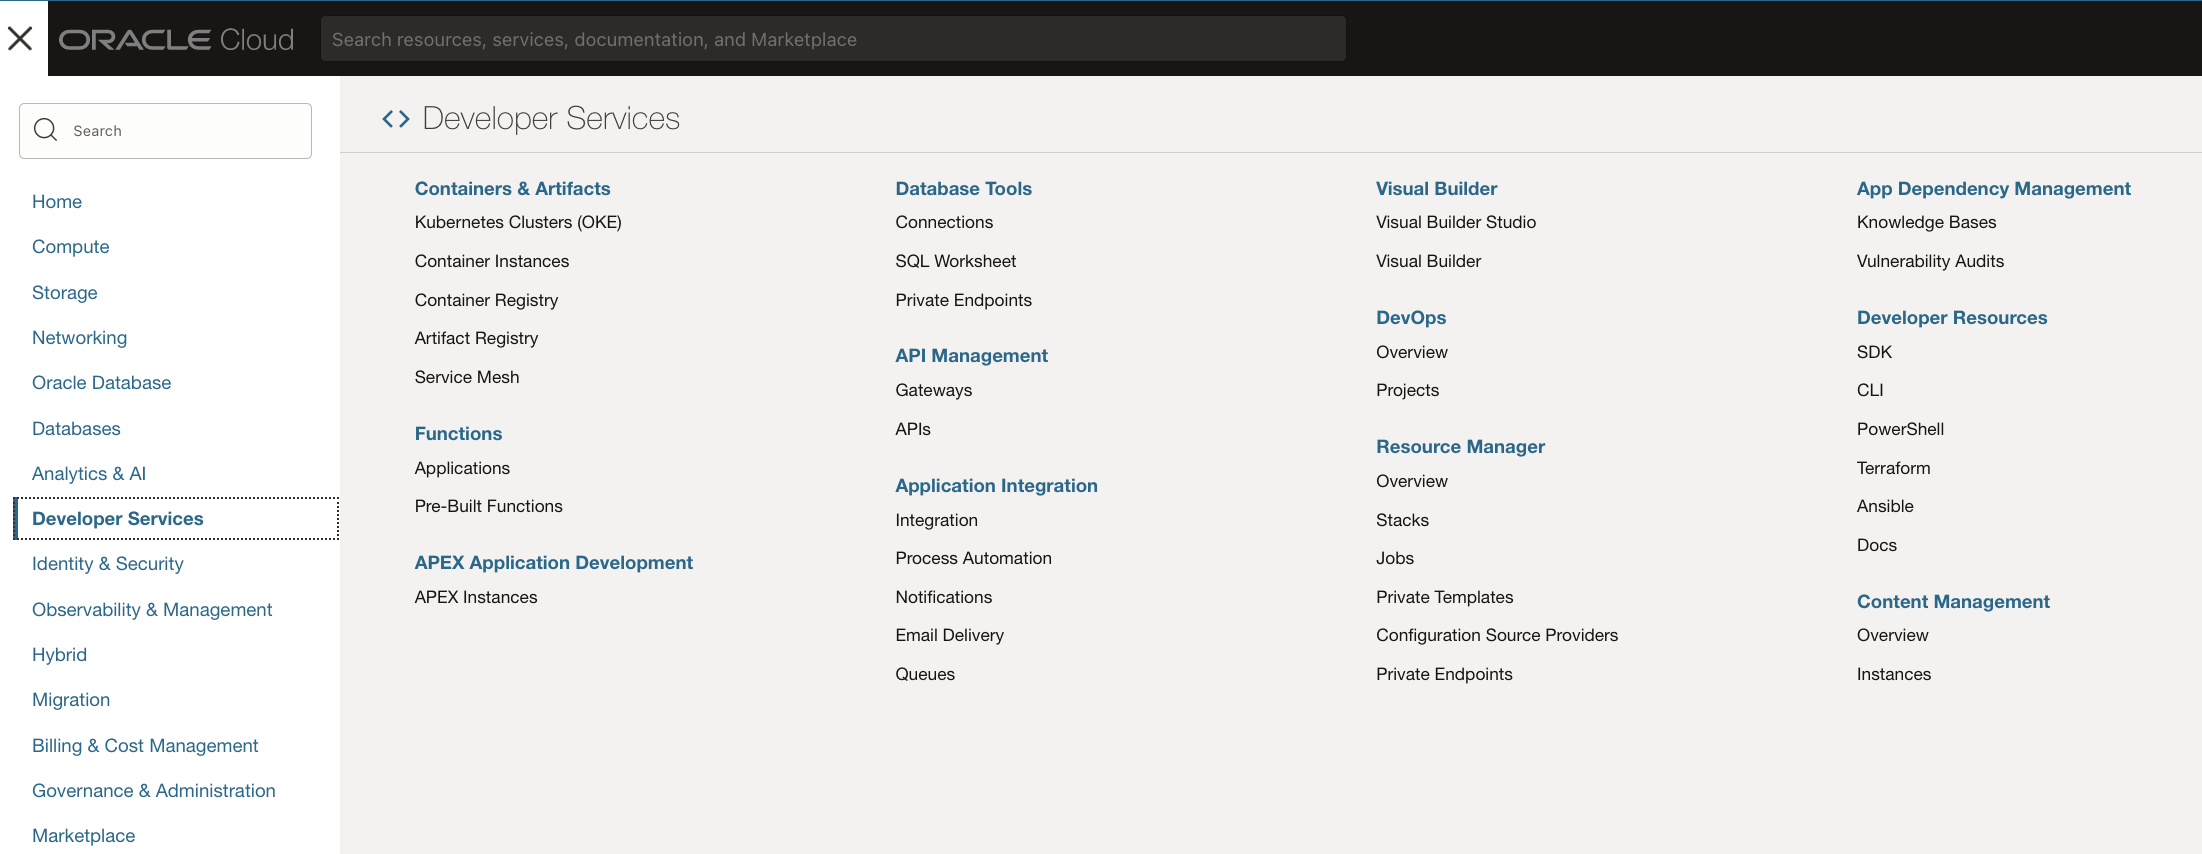 ORACLE Cloud
Search resources, services, documentation, and Marketplace
Search
Home
Compute
Storage
Networking
Oracle Database
Databases
Analytics & AI
Developer Services
Identity & Security
Observability & Management
Hybrid
Migration
Billing & Cost Management
Governance & Administration
Marketplace
Developer Services
Containers & Artifacts
Kubernetes Clusters (OKE)
Container Instances
Container Registry
Artifact Registry
Service Mesh
Functions
Applications
Pre-Built Functions
APEX Application Development
APEX Instances
Database Tools
Connections
SQL Worksheet
Private Endpoints
API Management
Gateways
APIs
Application Integration
Integration
Process Automation
Notifications
Email Delivery
Queues
Visual Builder
Visual Builder Studio
Visual Builder
DevOps
Overview
Projects
Resource Manager
Overview
Stacks
Jobs
Private Templates
Configuration Source Providers
Private Endpoints
App Dependency Management
Knowledge Bases
Vulnerability Audits
Developer Resources
SDK
CLI
PowerShell
Terraform
Ansible
Docs
Content Management
Overview
Instances